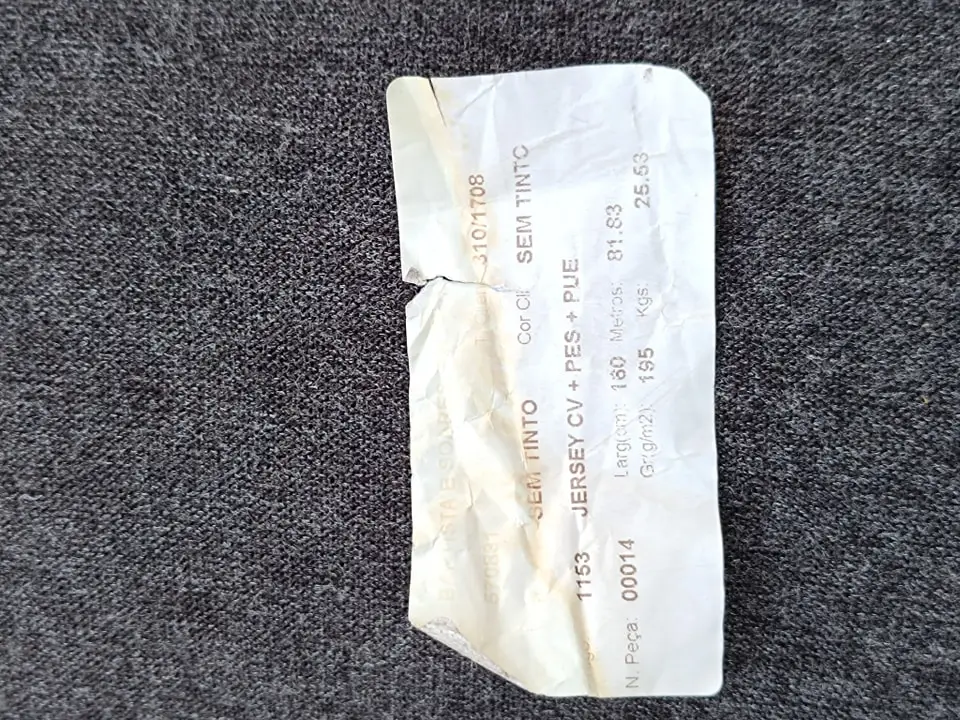 310/1708
SEM TINTO Cor Cli: SEM TINTO
1153 JERSEY CV + PES + PUE
Larg(cm): 160 Metros: 81.83
N. Peça: 00014 Gr(g/m2): 195 Kgs: 25.53